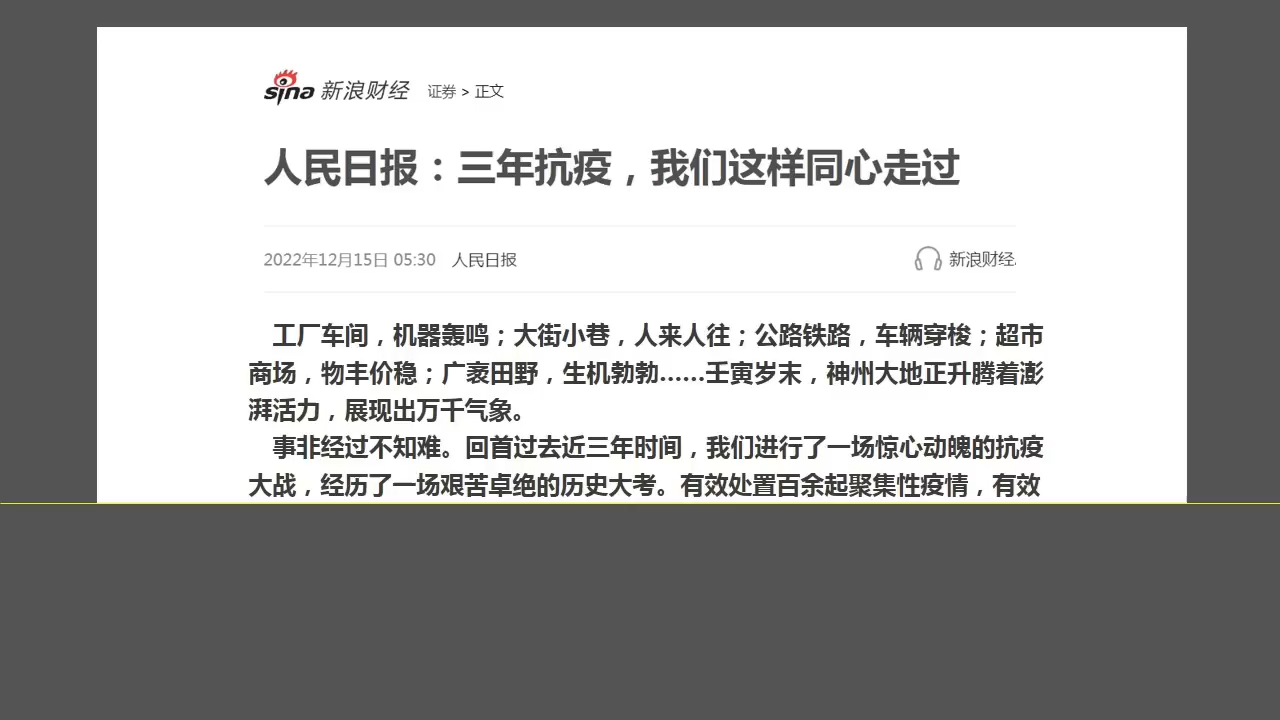 sina 新浪财经 证券 > 正文
人民日报：三年抗疫，我们这样同心走过
2022年12月15日 05:30 人民日报 新浪财经
工厂车间，机器轰鸣；大街小巷，人来人往；公路铁路，车辆穿梭；超市
商场，物丰价稳；广袤田野，生机勃勃……壬寅岁末，神州大地正升腾着澎
湃活力，展现出万千气象。
事非经过不知难。回首过去近三年时间，我们进行了一场惊心动魄的抗疫
大战，经历了一场艰苦卓绝的历史大考。有效处置百余起聚集性疫情，有效